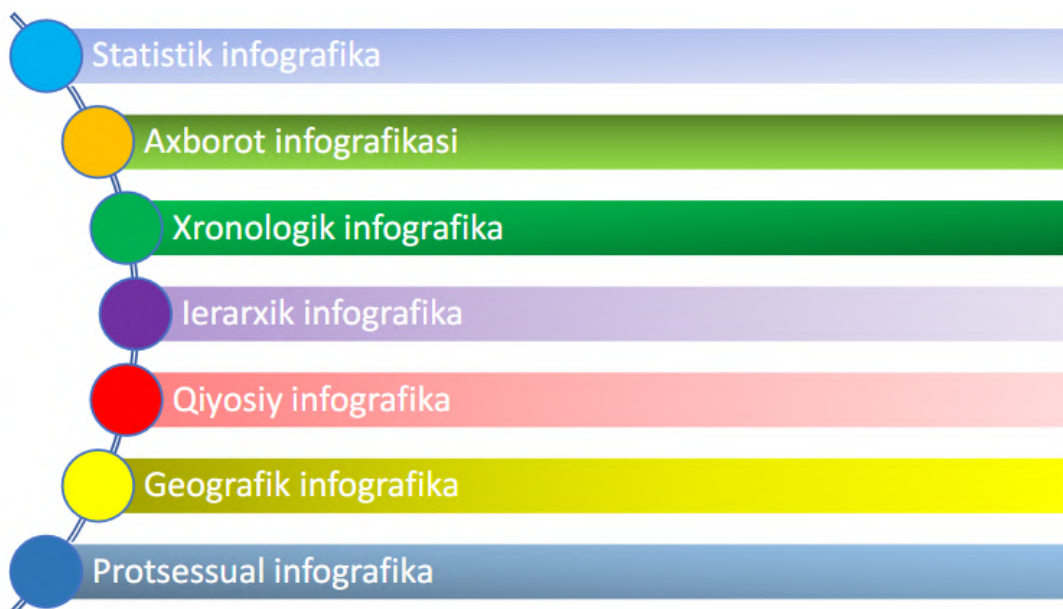 Statistik infografika
Axborot infografikasi
Xronologik infografika
Ierarxik infografika
Qiyosiy infografika
Geografik infografika
Protsessual infografika